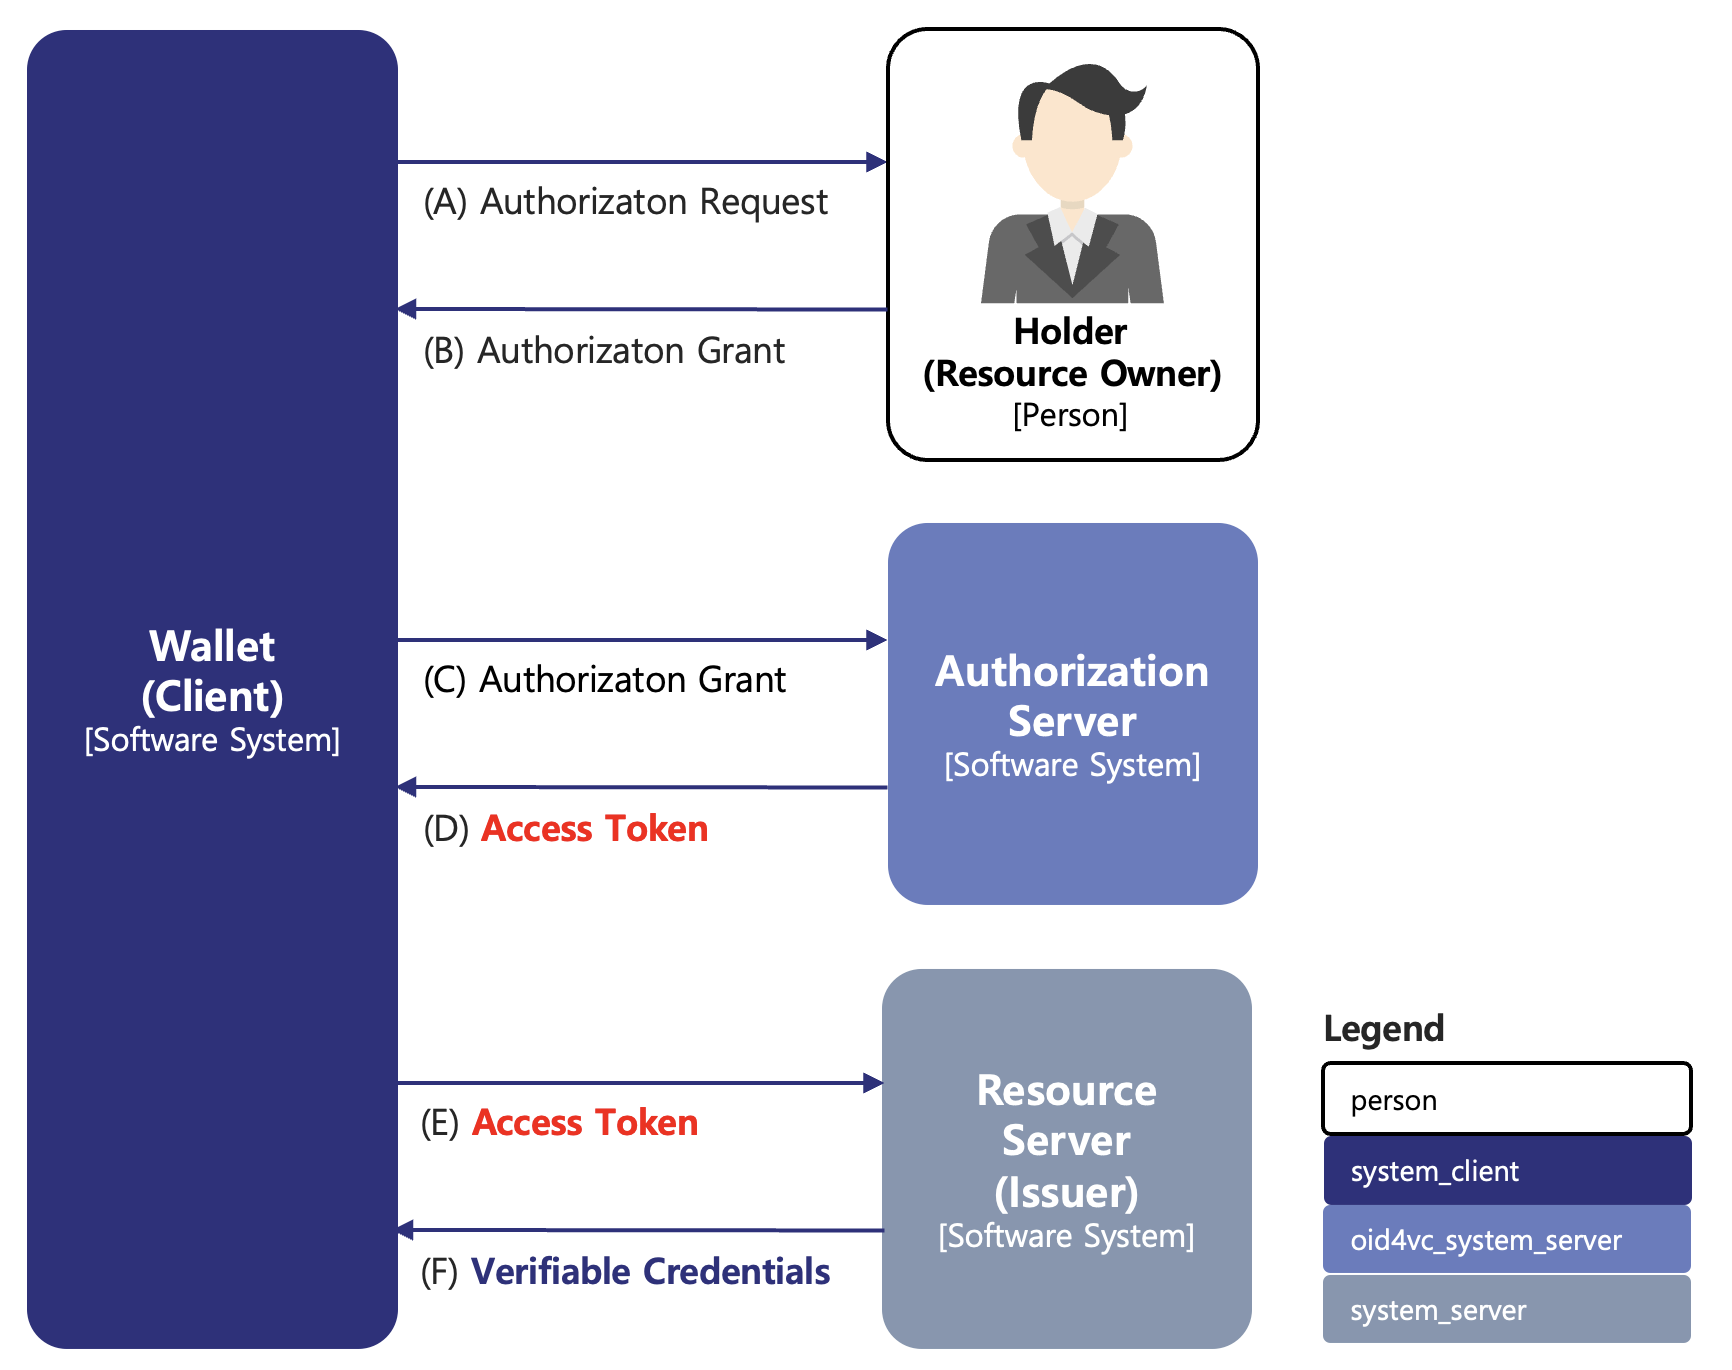 (A) Authorizaton Request
(B) Authorizaton Grant
Holder
(Resource Owner)
[Person]
Wallet
(Client)
[Software System]
(C) Authorizaton Grant
(D) Access Token
Authorization
Server
[Software System]
(E) Access Token
(F) Verifiable Credentials
Resource
Server
(Issuer)
[Software System]
Legend
person
system_client
oid4vc_system_server
system_server